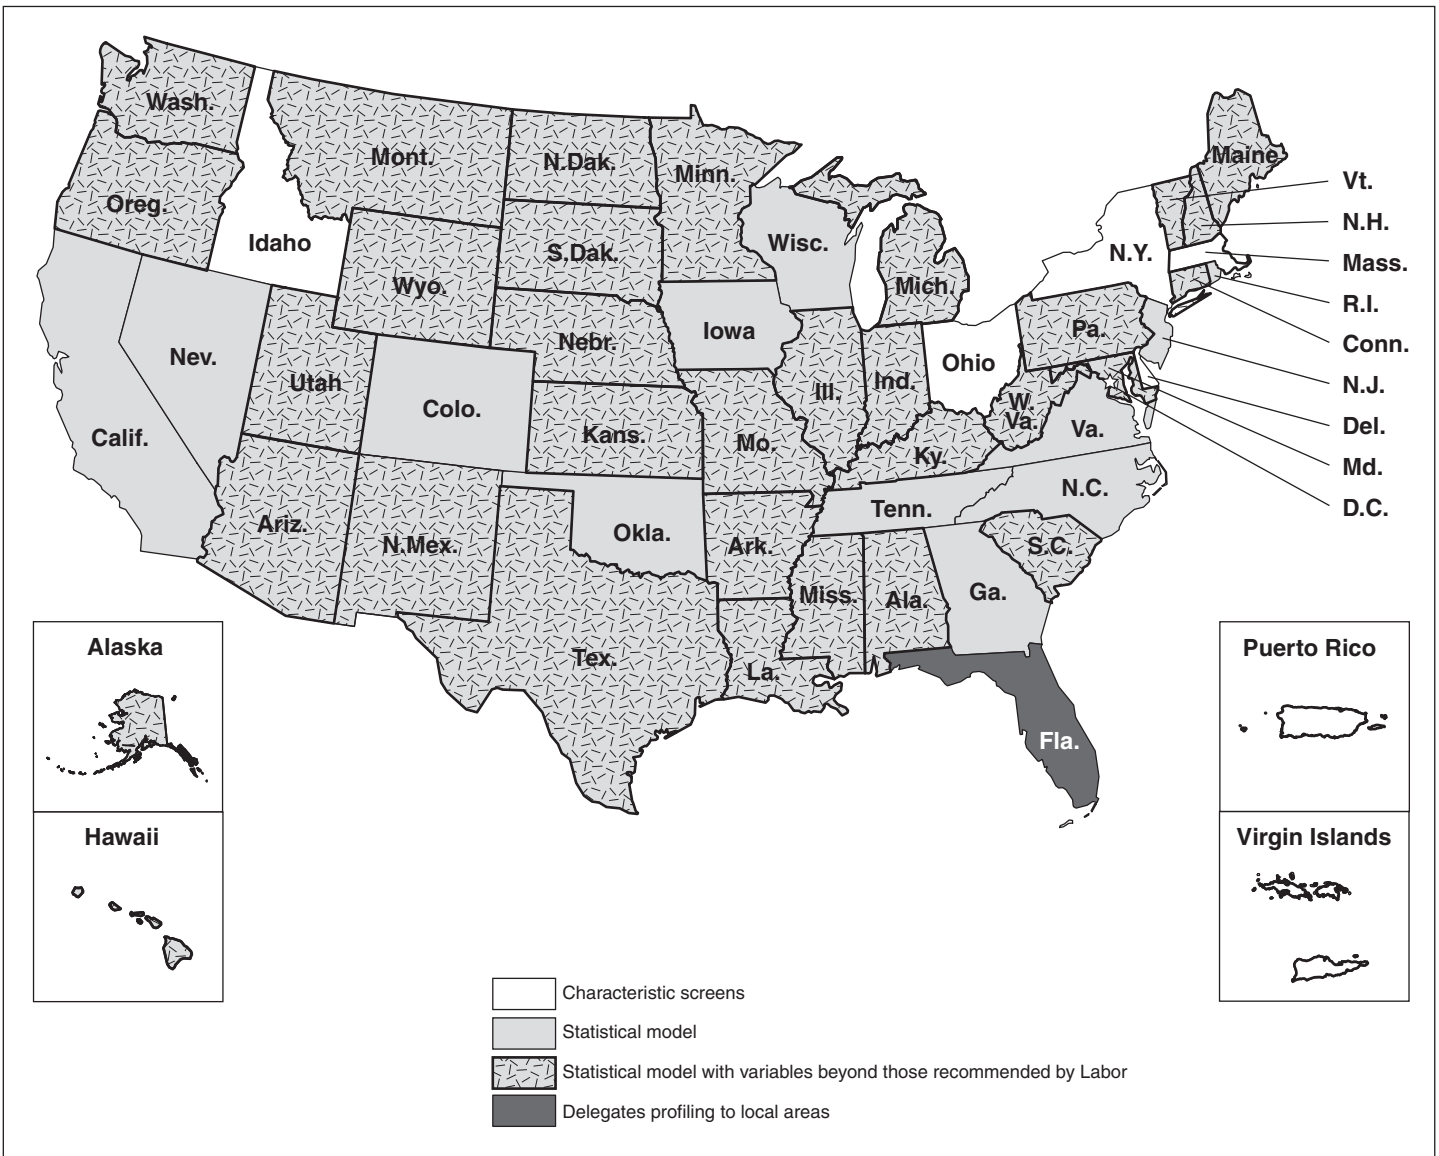 Wash.
Mont.
N.Dak.
Minn.
Maine
Vt.
Oreg.
N.H.
Idaho
S.Dak.
Wisc.
N.Y.
Mass.
Wyo.
Mich.
R.I.
Iowa
Pa.
Nebr.
Conn.
Nev.
Ohio
Utah
Ill.
Ind.
N.J.
Colo.
W.
Va.
Del.
Calif.
Kans.
Mo.
Va.
Ky.
Md.
N.C.
D.C.
Ariz.
N.Mex.
Okla.
Tenn.
Ark.
S.C.
Miss.
Ala.
Ga.
Alaska
Tex.
La.
Puerto Rico
Fla.
Hawaii
Virgin Islands
Characteristic screens
Statistical model
Statistical model with variables beyond those recommended by Labor
Delegates profiling to local areas